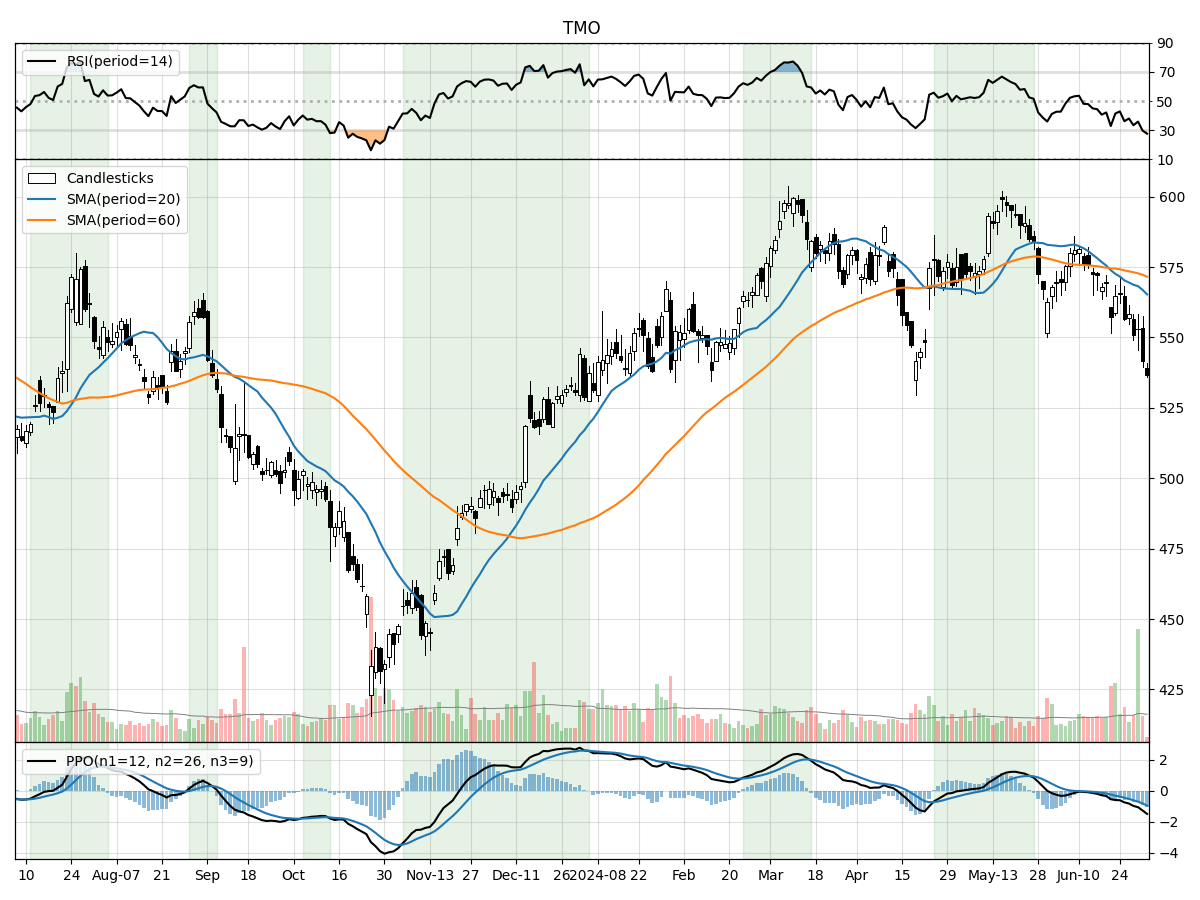 TMO
RSI(period=14)
90
70
50
30
10
Candlesticks
SMA(period=20)
SMA(period=60)
600
575
550
525
500
475
450
425
PPO(n1=12, n2=26, n3=9)
2
0
−2
−4
10 24 Aug-07 21 Sep 18 Oct 16 30 Nov-13 27 Dec-11 26 2024-08 22 Feb 20 Mar 18 Apr 15 29 May-13 28 Jun-10 24